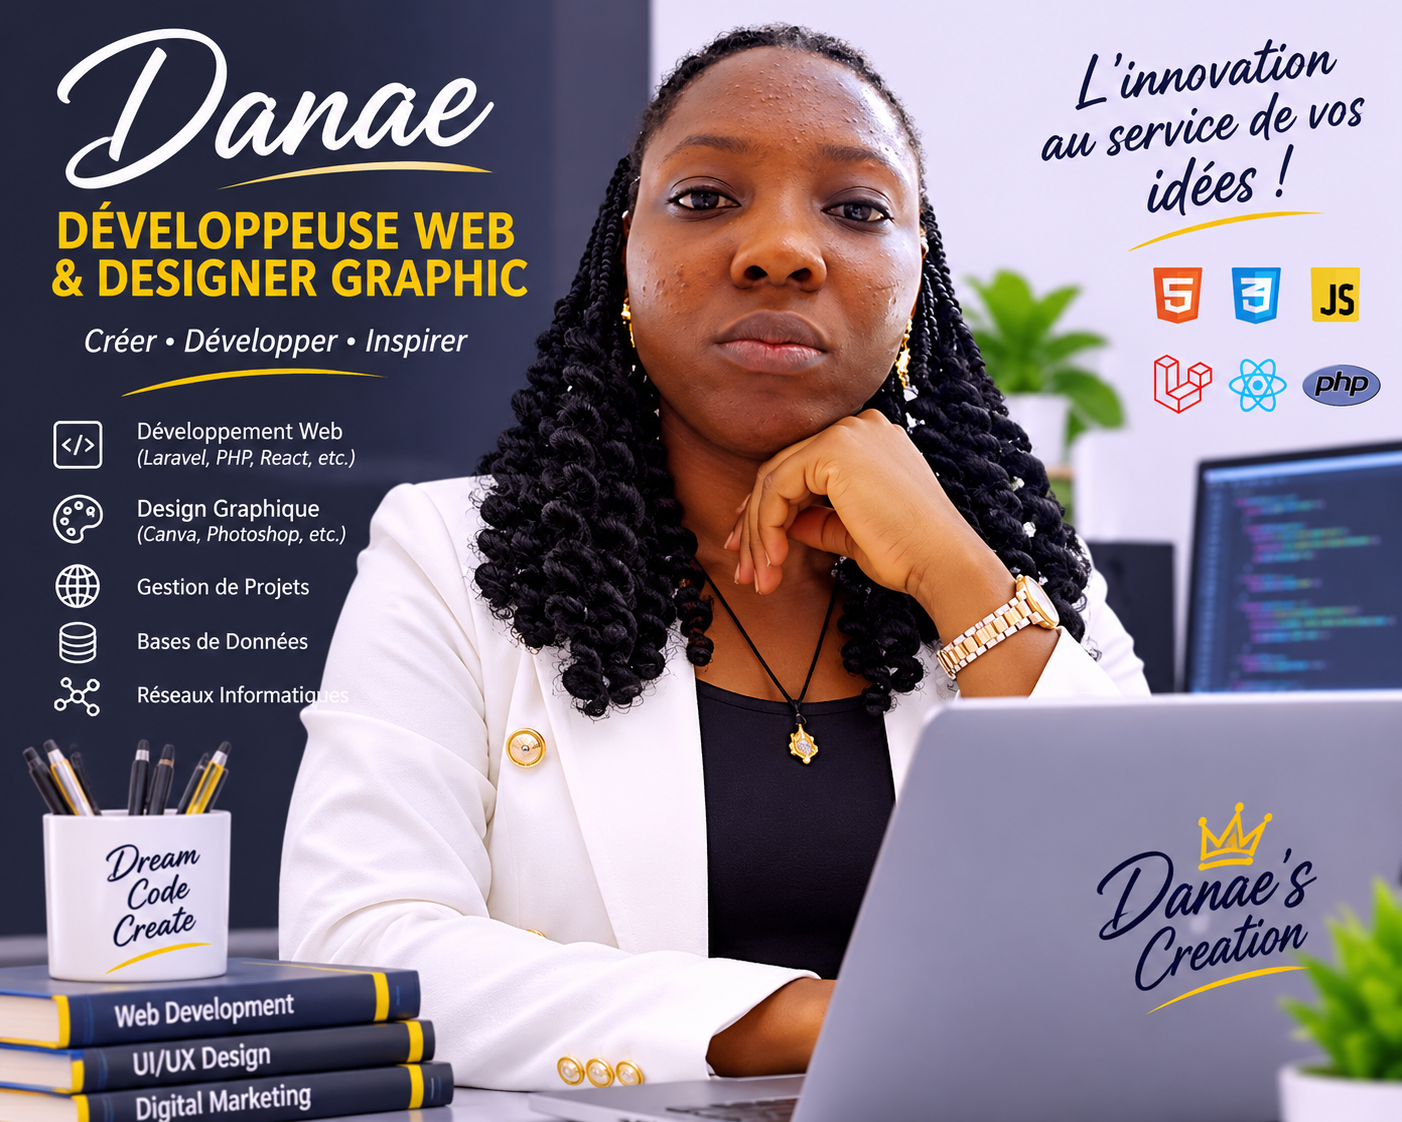 Danae
DÉVELOPPEUSE WEB
& DESIGNER GRAPHIC
Créer • Développer • Inspirer
</>
Développement Web
(Laravel, PHP, React, etc.)
Design Graphique
(Canva, Photoshop, etc.)
Gestion de Projets
Bases de Données
Réseaux Informatiques
L'innovation
au service de vos
idées !
5
3
JS
php
Dream
Code
Create
Web Development
UI/UX Design
Digital Marketing
Danae's
Creation